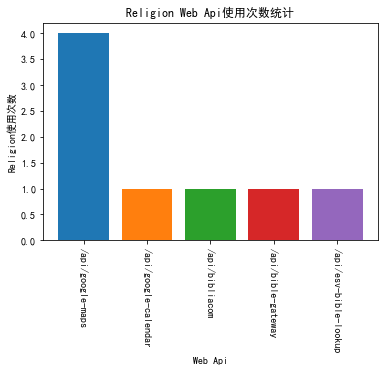 Religion Web Api使用次数统计
Religion使用次数
4.0
3.5
3.0
2.5
2.0
1.5
1.0
0.5
0.0
/api/google-maps
/api/google-calendar
/api/bibliacom
/api/bible-gateway
/api/esv-bible-lookup
Web Api